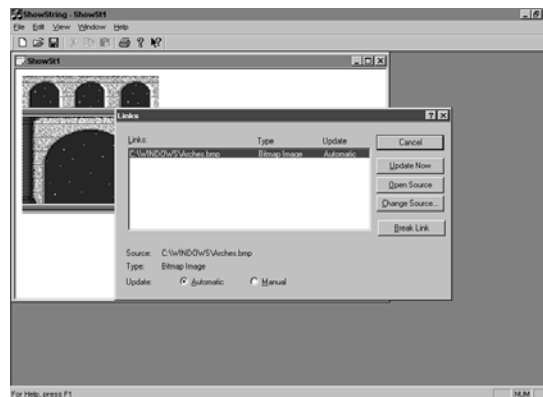 ShowString - ShowSt1
File Edit View Window Help
ShowSt1
Links
Links: Type Update
C:\WINDOWS\Arches.bmp Bitmap Image Automatic
Cancel
Update Now
Open Source
Change Source...
Break Link
Source: C:\WINDOWS\Arches.bmp
Type: Bitmap Image
Update: Automatic Manual
For Help, press F1
NUM